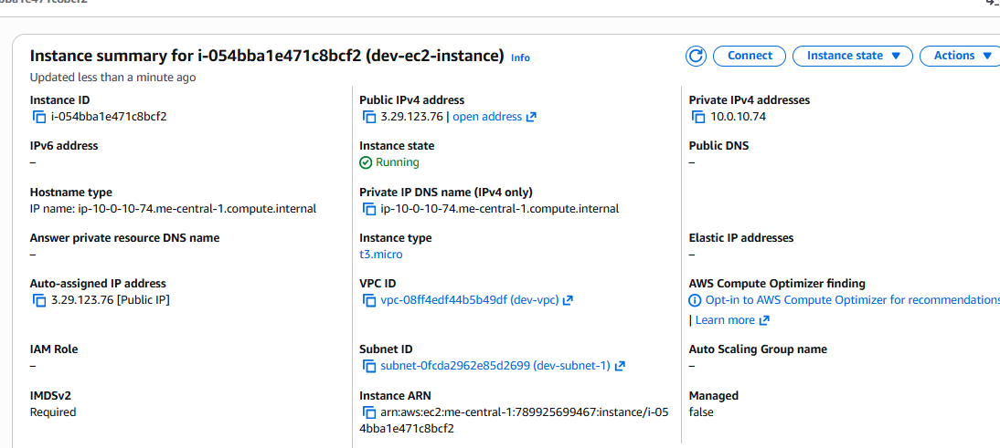 Instance summary for i-054bba1e471c8bcf2 (dev-ec2-instance) Info
Connect
Instance state
Actions
Updated less than a minute ago
Instance ID
i-054bba1e471c8bcf2
Public IPv4 address
3.29.123.76 | open address
Private IPv4 addresses
10.0.10.74
IPv6 address
–
Instance state
Running
Public DNS
–
Hostname type
IP name: ip-10-0-10-74.me-central-1.compute.internal
Private IP DNS name (IPv4 only)
ip-10-0-10-74.me-central-1.compute.internal
Answer private resource DNS name
–
Instance type
t3.micro
Elastic IP addresses
–
Auto-assigned IP address
3.29.123.76 [Public IP]
VPC ID
vpc-08ff4edf44b5b49df (dev-vpc)
AWS Compute Optimizer finding
Opt-in to AWS Compute Optimizer for recommendations
| Learn more
IAM Role
–
Subnet ID
subnet-0fcda2962e85d2699 (dev-subnet-1)
Auto Scaling Group name
–
IMDSv2
Required
Instance ARN
arn:aws:ec2:me-central-1:789925699467:instance/i-05
4bba1e471c8bcf2
Managed
false